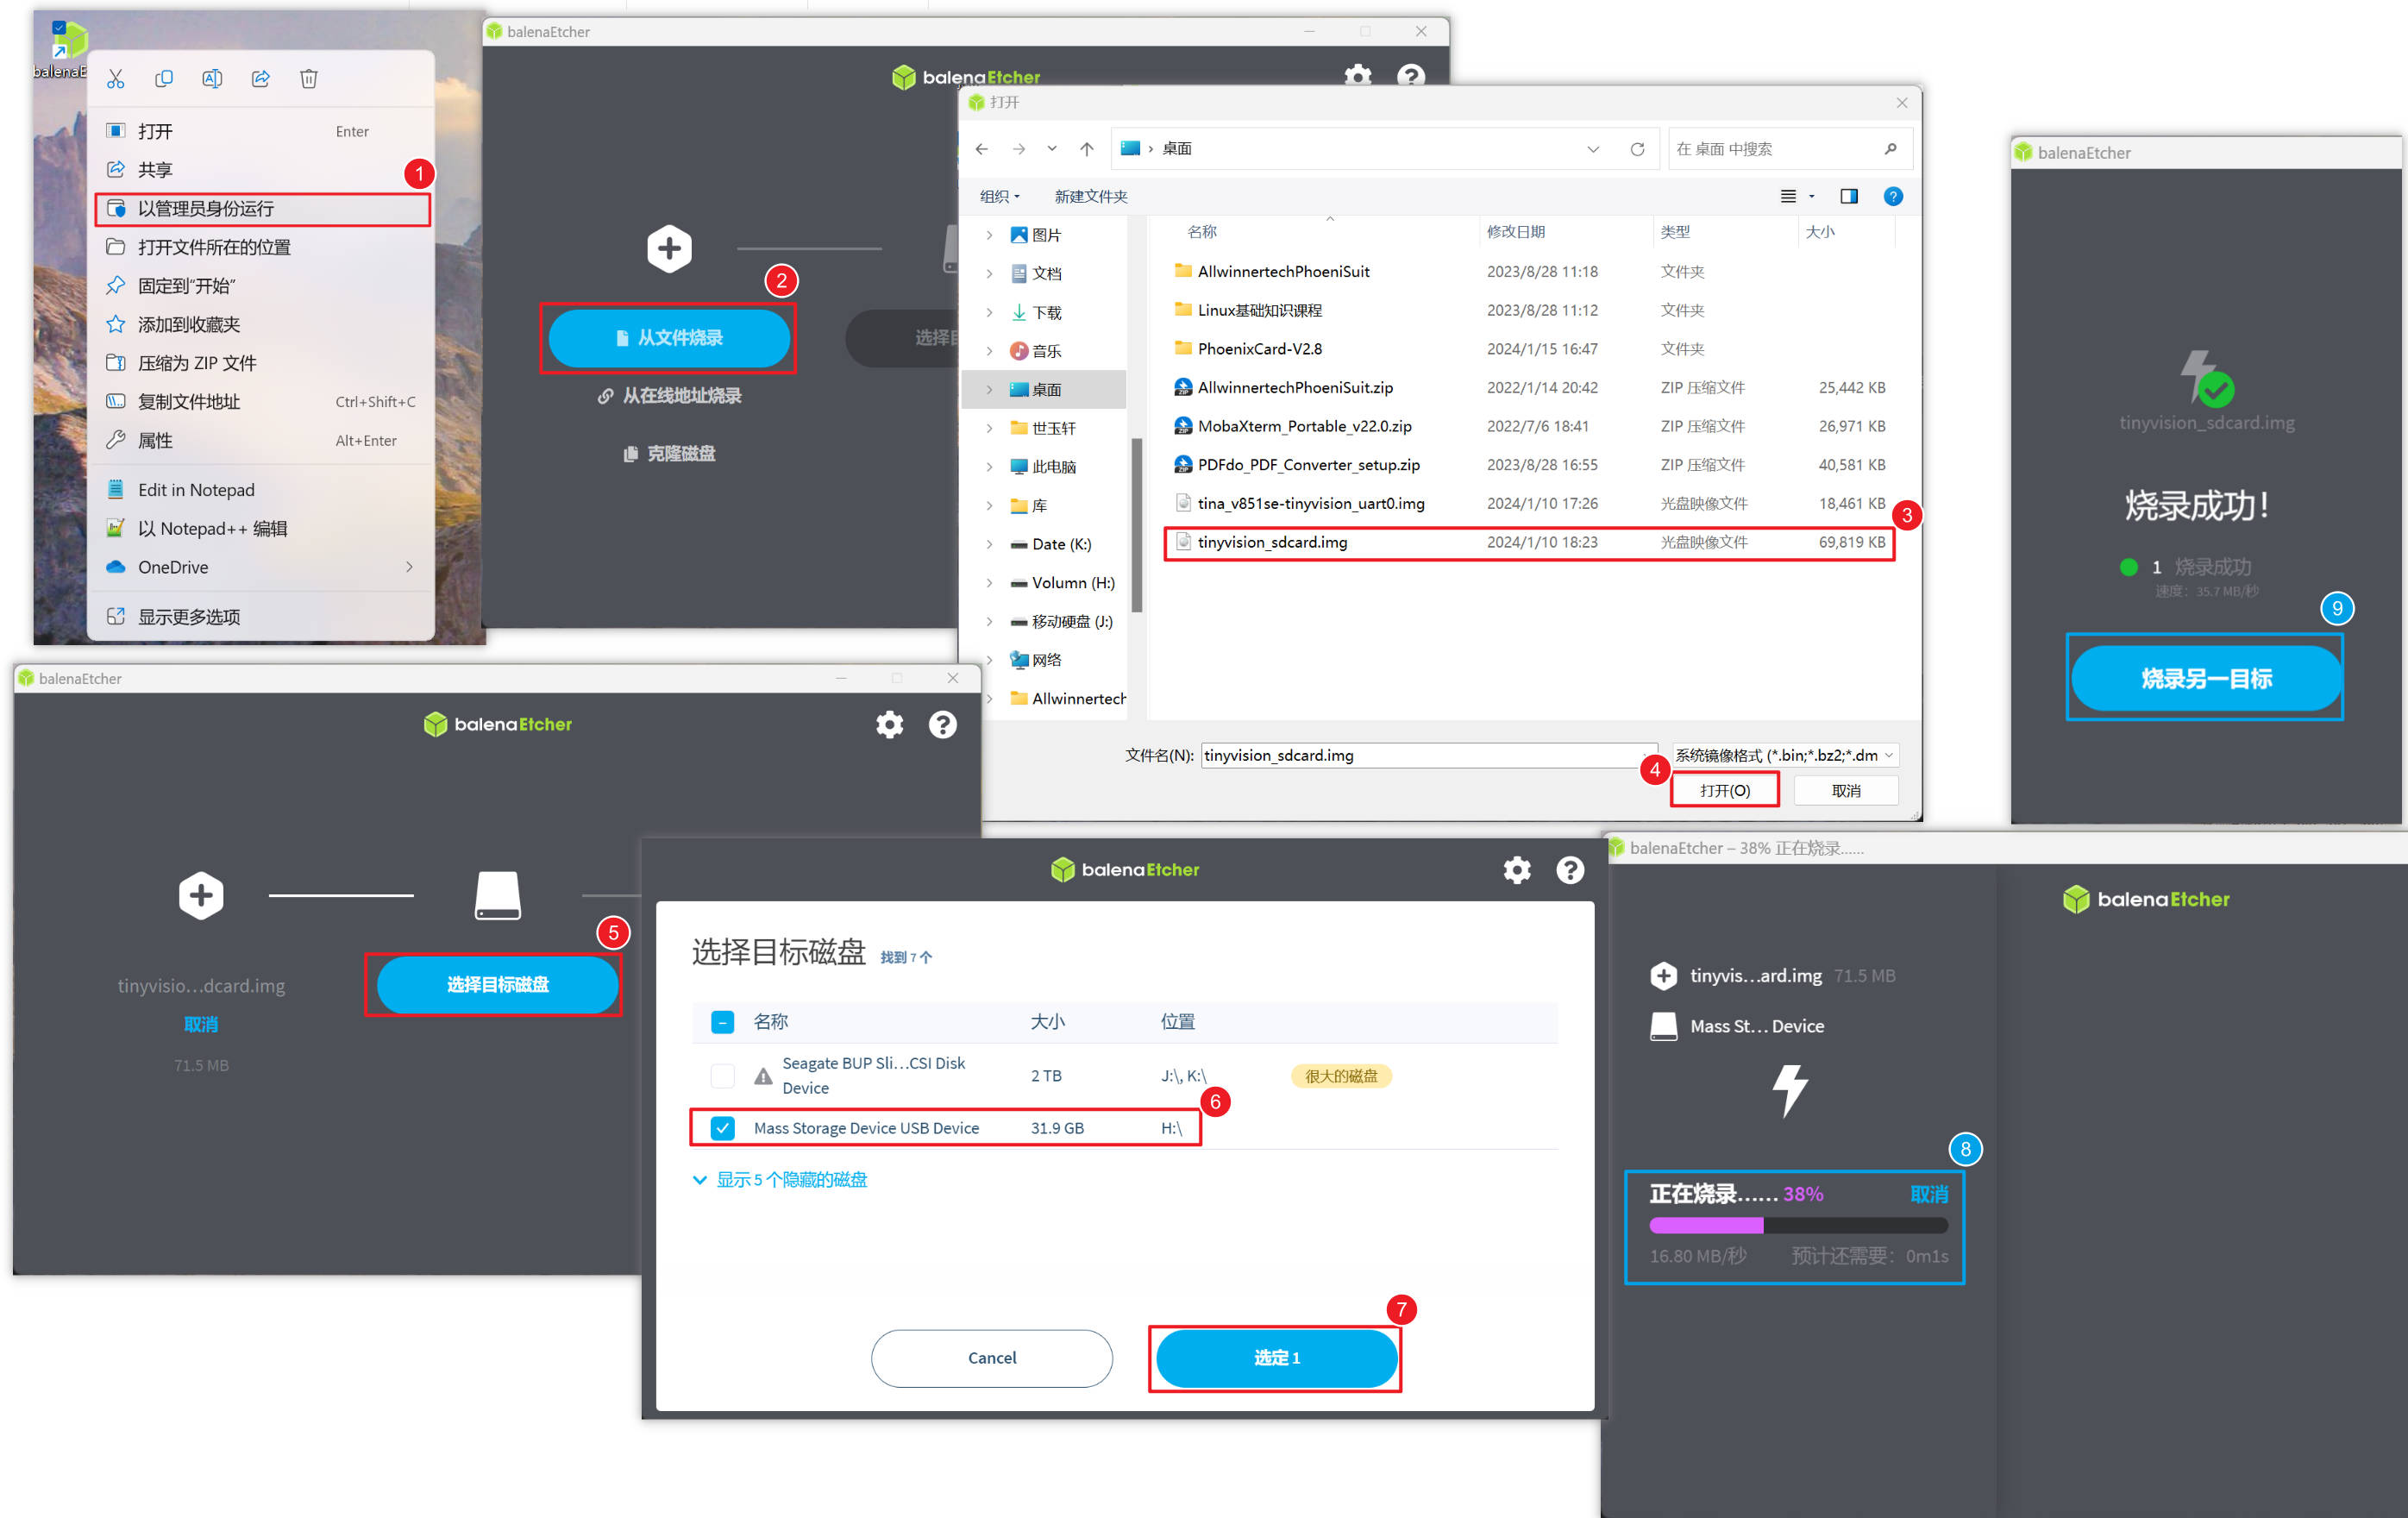 balenaE
打开 Enter
共享
1
以管理员身份运行
打开文件所在的位置
固定到“开始”
添加到收藏夹
压缩为 ZIP 文件
复制文件地址 Ctrl+Shift+C
属性 Alt+Enter
Edit in Notepad
以 Notepad++ 编辑
OneDrive
显示更多选项
balenaEtcher
balenaEtcher
2
从文件烧录
选择目
从在线地址烧录
克隆磁盘
打开
桌面
在 桌面 中搜索
组织
新建文件夹
名称 修改日期 类型 大小
图片
文档
下载
音乐
桌面
世玉轩
此电脑
库
Date (K:)
Volumn (H:)
移动硬盘 (J:)
网络
Allwinnertech
AllwinnertechPhoeniSuit 2023/8/28 11:18 文件夹
Linux基础知识课程 2023/8/28 11:12 文件夹
PhoenixCard-V2.8 2024/1/15 16:47 文件夹
AllwinnertechPhoeniSuit.zip 2022/1/14 20:42 ZIP 压缩文件 25,442 KB
MobaXterm_Portable_v22.0.zip 2022/7/6 18:41 ZIP 压缩文件 26,971 KB
PDFdo_PDF_Converter_setup.zip 2023/8/28 16:55 ZIP 压缩文件 40,581 KB
tina_v851se-tinyvision_uart0.img 2024/1/10 17:26 光盘映像文件 18,461 KB
3
tinyvision_sdcard.img 2024/1/10 18:23 光盘映像文件 69,819 KB
文件名(N): tinyvision_sdcard.img 系统镜像格式 (*.bin;*.bz2;*.dm
4
打开(O) 取消
balenaEtcher
tinyvision_sdcard.img
烧录成功!
1 烧录成功
速度：35.7 MB/秒
9
烧录另一目标
balenaEtcher
balenaEtcher
5
tinyvisio...dcard.img
选择目标磁盘
取消
71.5 MB
balenaEtcher
选择目标磁盘 找到 7 个
名称 大小 位置
Seagate BUP Sli...CSI Disk
Device
2 TB J:\, K:\ 很大的磁盘
6
Mass Storage Device USB Device 31.9 GB H:\
显示 5 个隐藏的磁盘
7
Cancel
选定 1
balenaEtcher – 38% 正在烧录......
balenaEtcher
tinyvis...ard.img 71.5 MB
Mass St... Device
8
正在烧录...... 38% 取消
16.80 MB/秒 预计还需要：0m1s